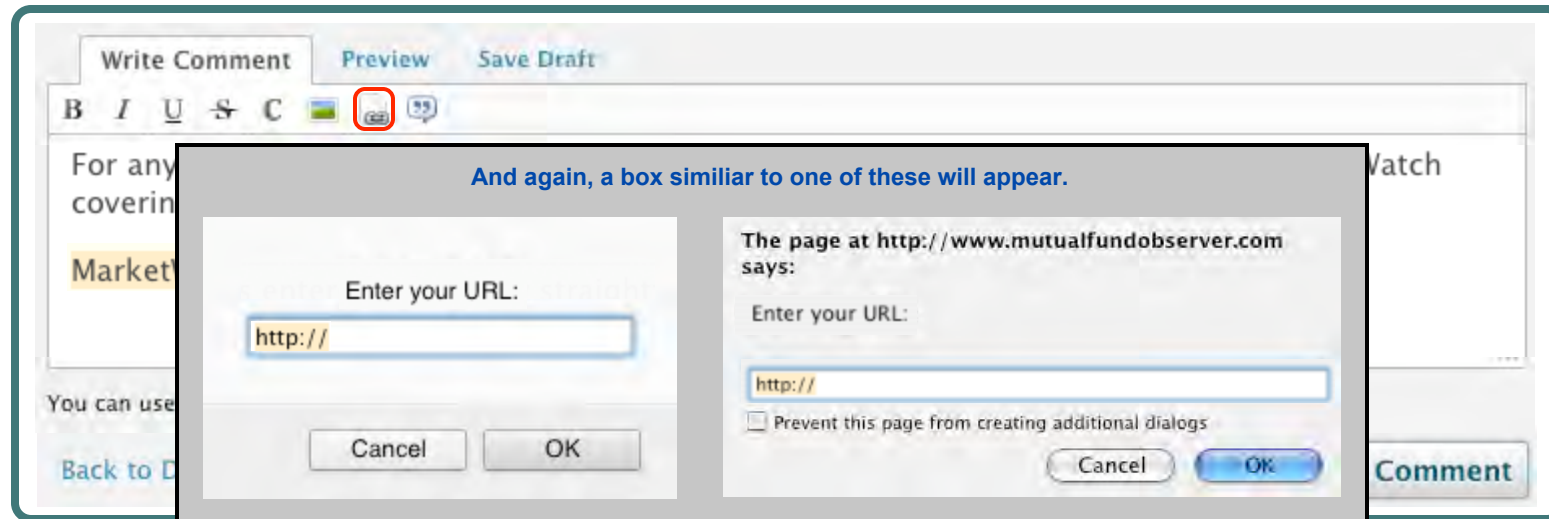 Write Comment Preview Save Draft
B I U S C
For any
Watch
coverin
Market
And again, a box similiar to one of these will appear.
Enter your URL:
http://
Cancel OK
The page at http://www.mutualfundobserver.com
says:
Enter your URL:
http://
Prevent this page from creating additional dialogs
Cancel OK
You can use
Back to D
Comment